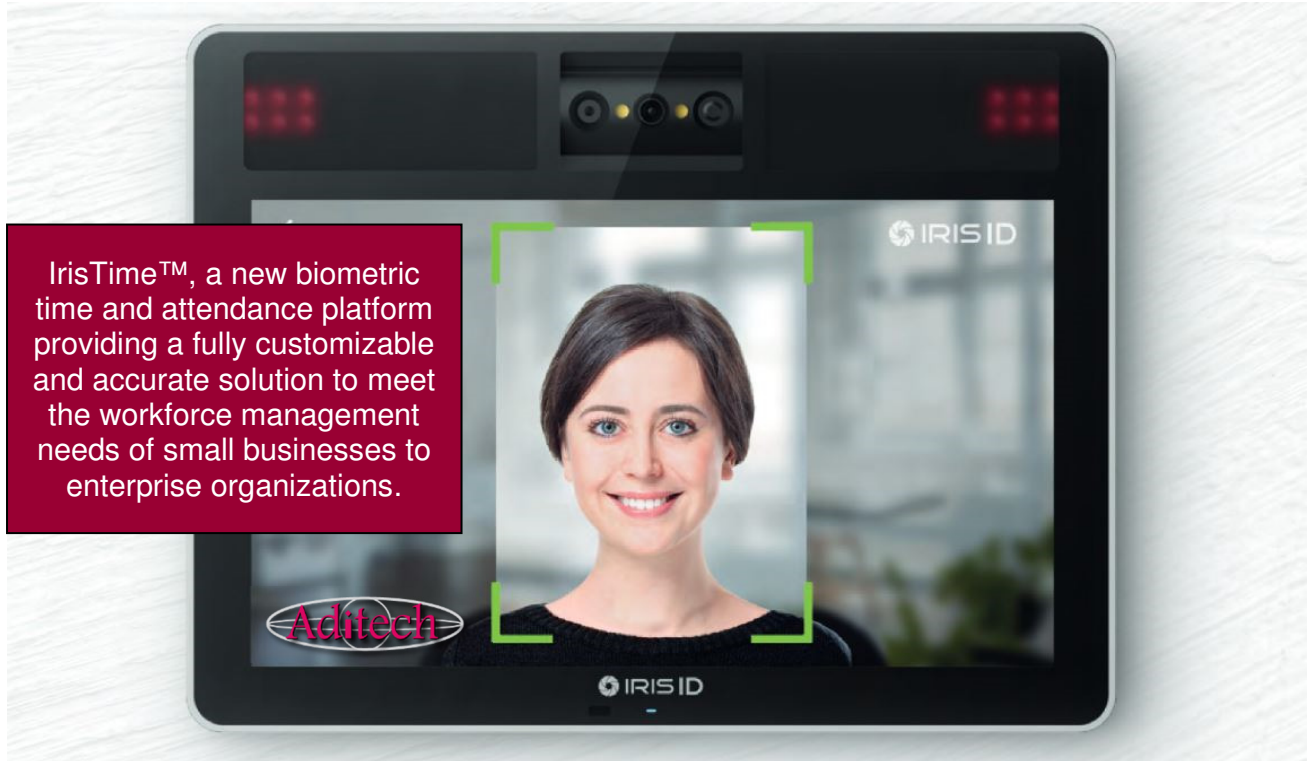 IRIS ID
IrisTime™, a new biometric
time and attendance platform
providing a fully customizable
and accurate solution to meet
the workforce management
needs of small businesses to
enterprise organizations.
Aditech
IRIS ID